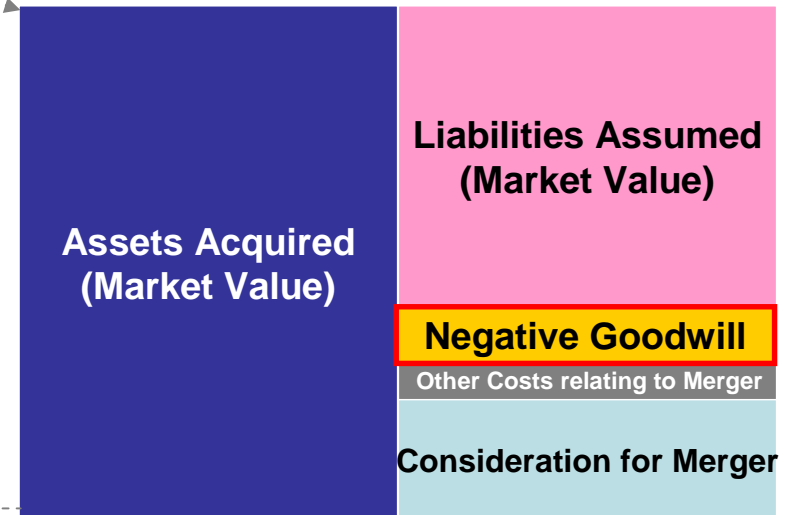 Assets Acquired
(Market Value)
Liabilities Assumed
(Market Value)
Negative Goodwill
Other Costs relating to Merger
Consideration for Merger